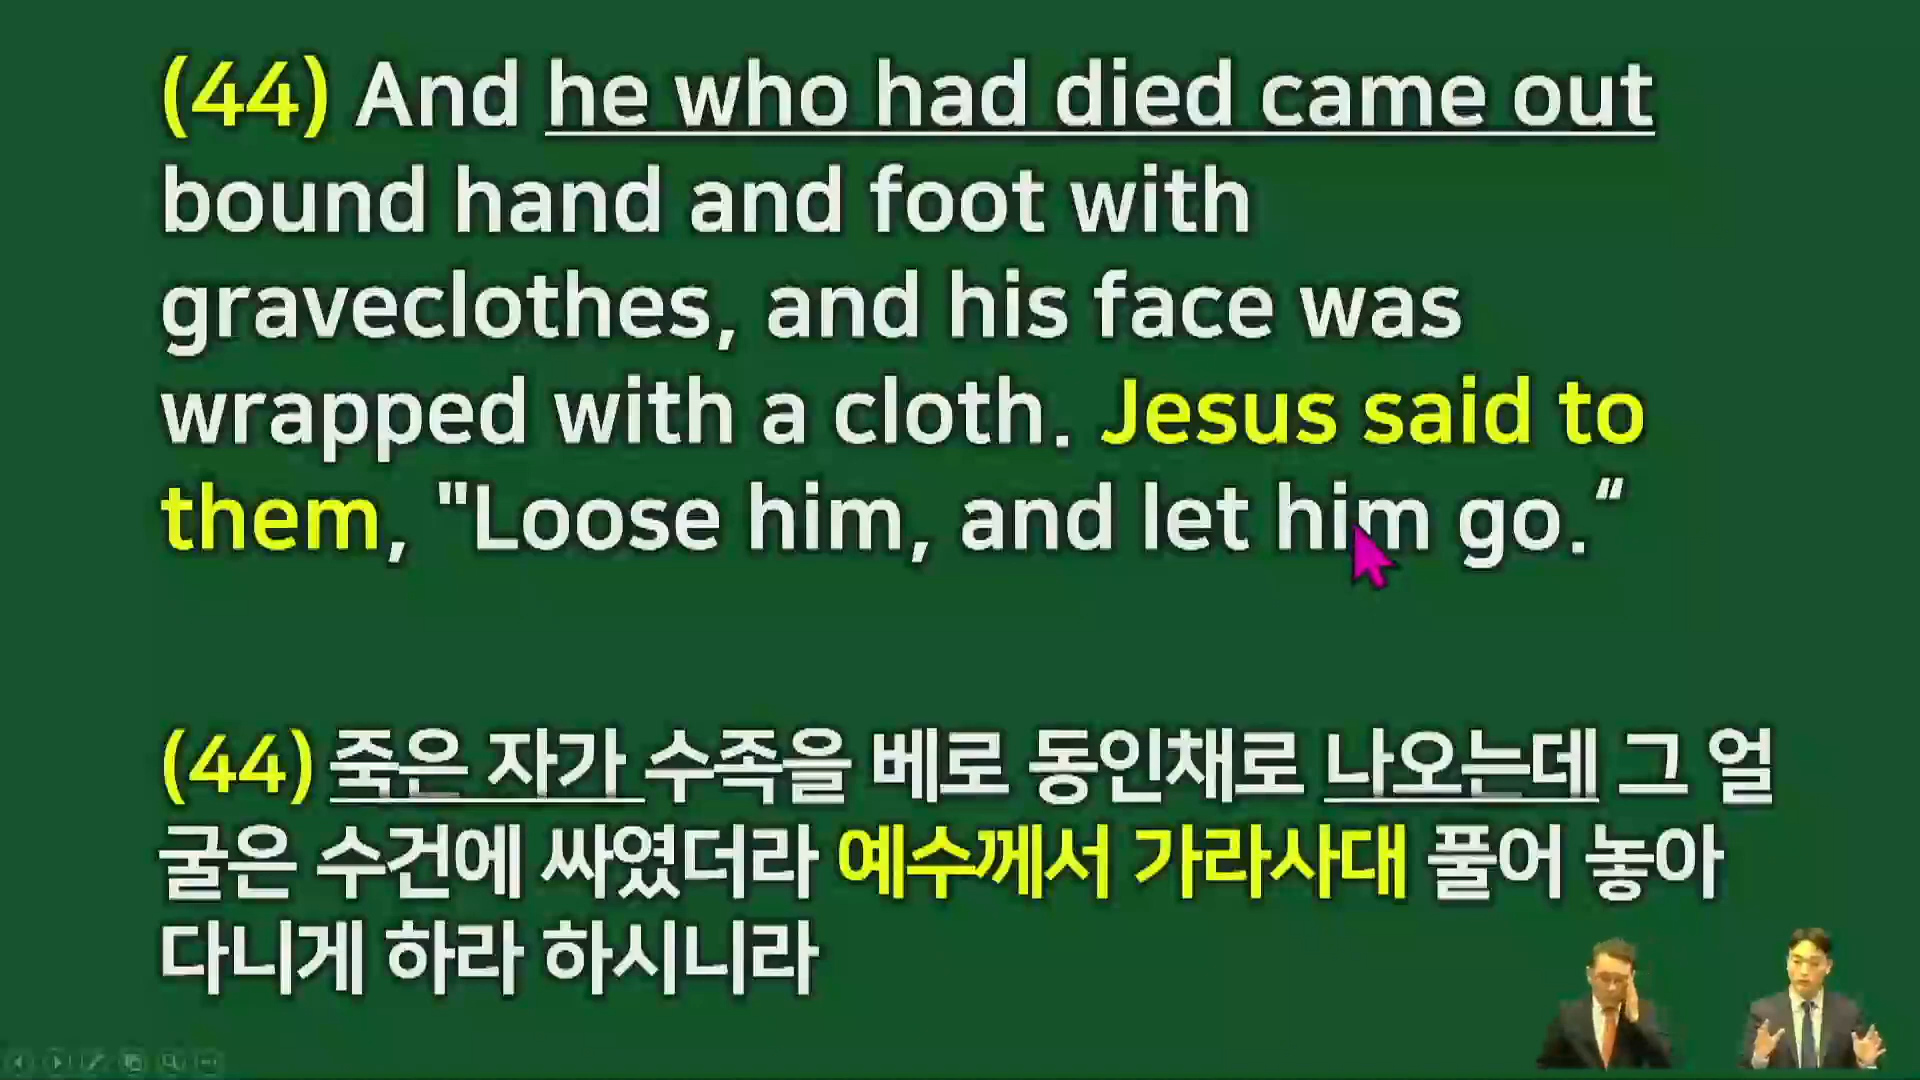 (44) And he who had died came out
bound hand and foot with
graveclothes, and his face was
wrapped with a cloth. Jesus said to
them, "Loose him, and let him go.“
(44) 죽은 자가 수족을 베로 동인채로 나오는데 그 얼
굴은 수건에 싸였더라 예수께서 가라사대 풀어 놓아
다니게 하라 하시니라